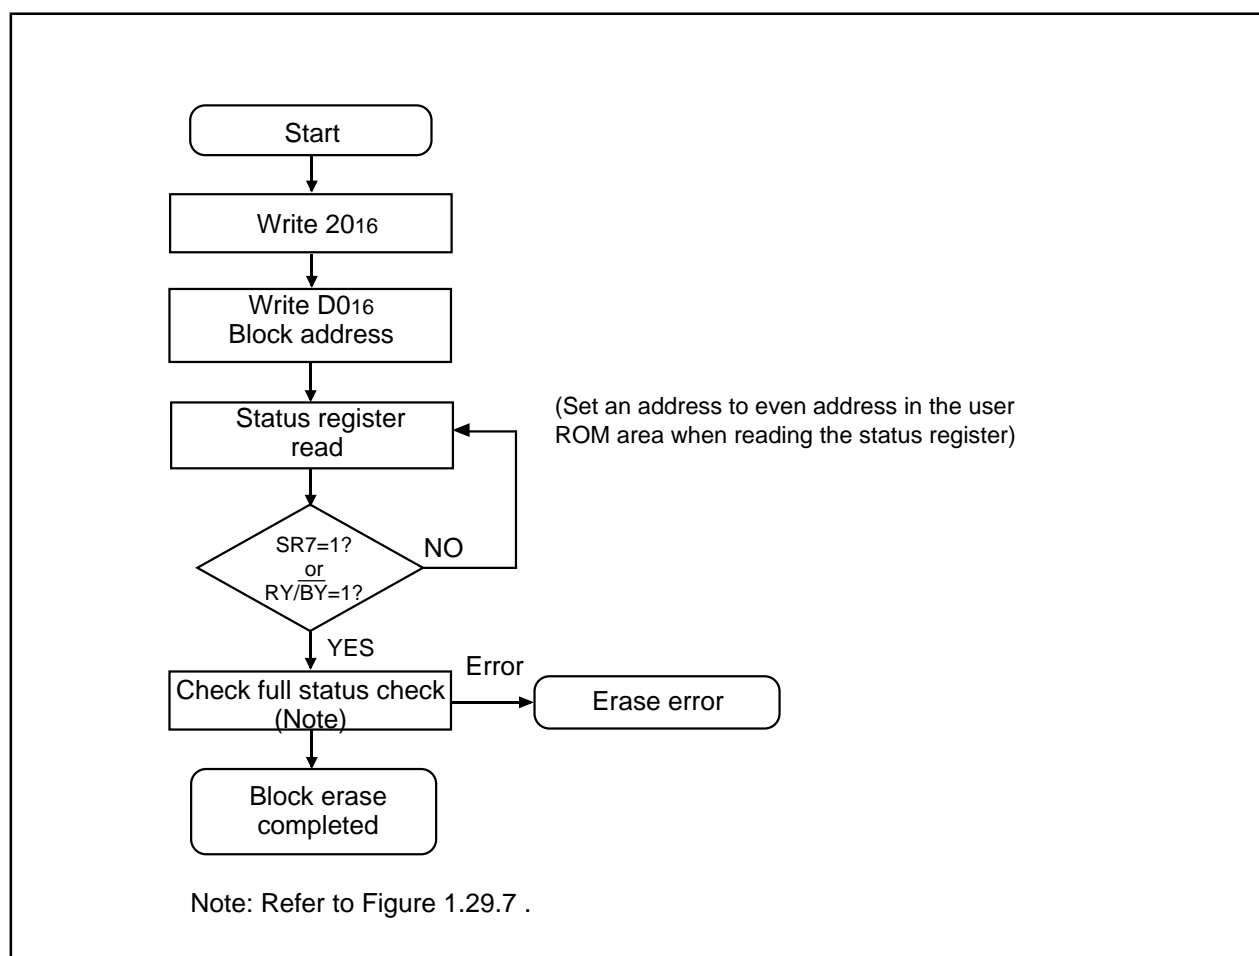 Start
Write 2016
Write D016
Block address
Status register
read
(Set an address to even address in the user
ROM area when reading the status register)
SR7=1?
or
RY/B̅Y̅=1?
NO
YES
Error
Check full status check
(Note)
Erase error
Block erase
completed
Note: Refer to Figure 1.29.7 .